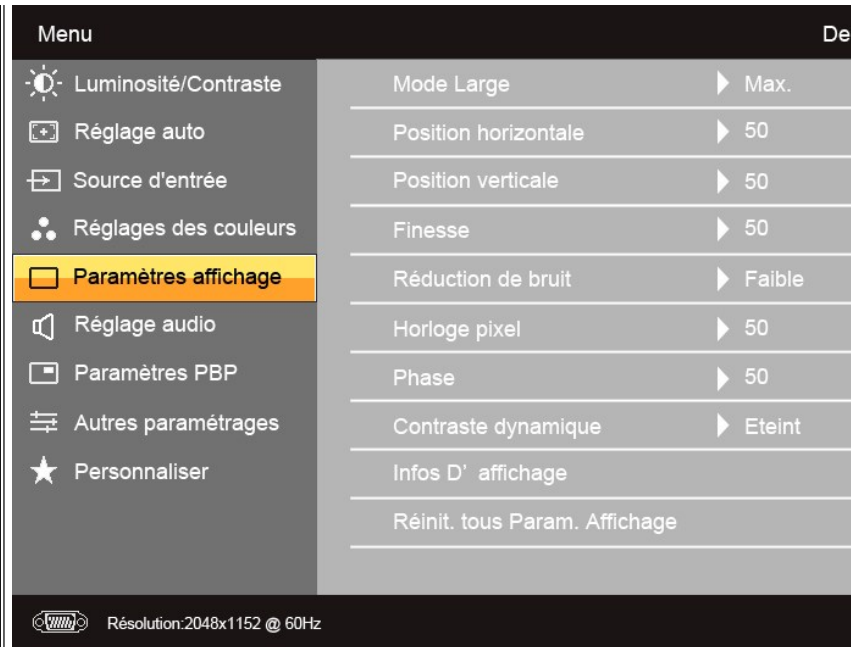 Menu De
Luminosité/Contraste
Réglage auto
Source d'entrée
Réglages des couleurs
Paramètres affichage
Réglage audio
Paramètres PBP
Autres paramétrages
Personnaliser
Mode Large Max.
Position horizontale 50
Position verticale 50
Finesse 50
Réduction de bruit Faible
Horloge pixel 50
Phase 50
Contraste dynamique Eteint
Infos D' affichage
Réinit. tous Param. Affichage
Résolution:2048x1152 @ 60Hz